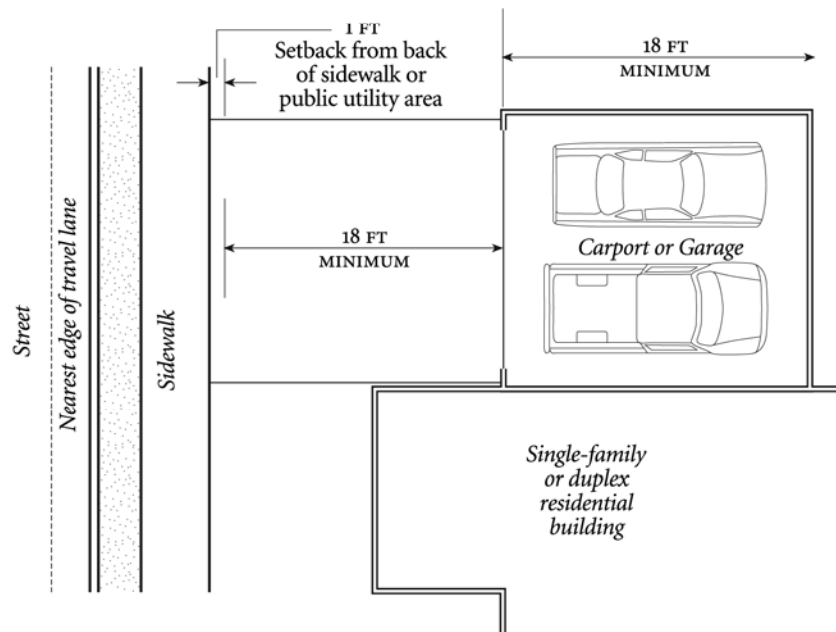 1 FT
Setback from back
of sidewalk or
public utility area
18 FT
MINIMUM
18 FT
MINIMUM
Carport or Garage
Street
Nearest edge of travel lane
Sidewalk
Single-family
or duplex
residential
building